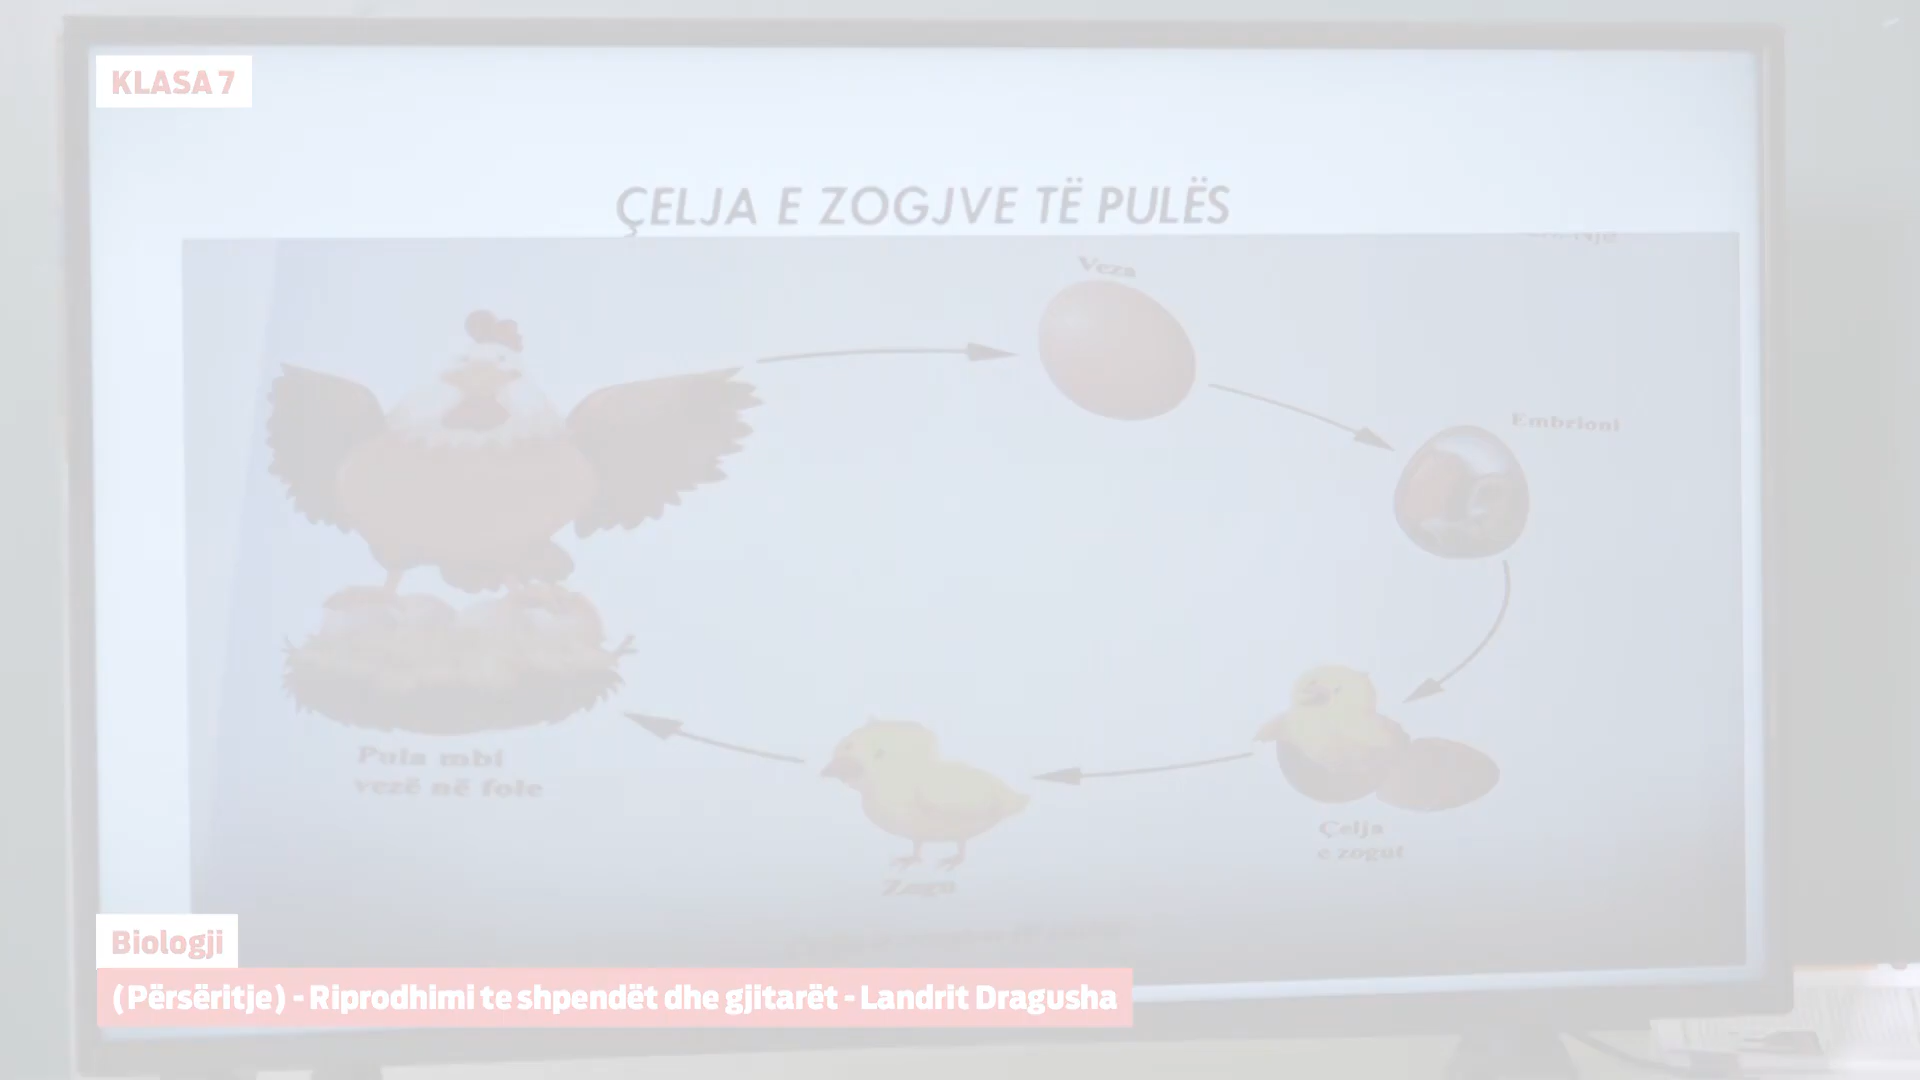 KLASA 7
ÇELJA E ZOGJVE TË PULËS
Veza
Embrioni
Pula mbi
vezë në fole
Çelja
e zogut
Zogu
Biologji
(Përsëritje) - Riprodhimi te shpendët dhe gjitarët - Landrit Dragusha